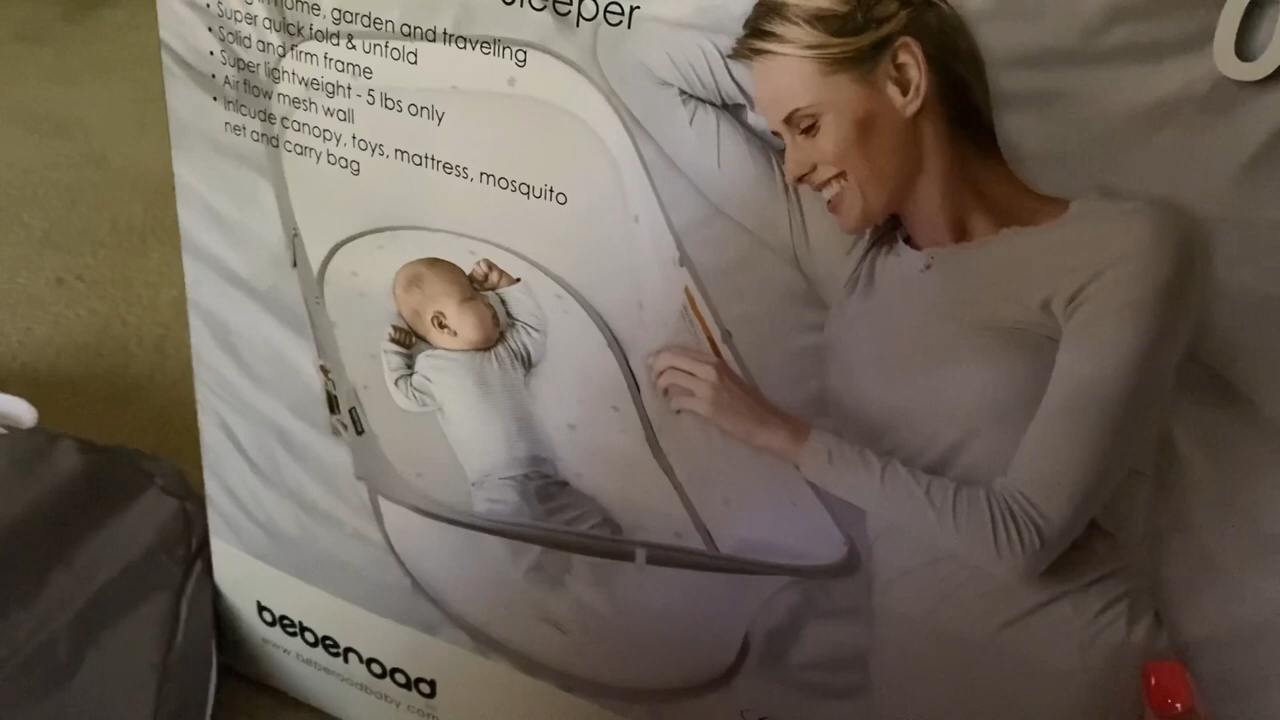 sleeper
home, garden and traveling
• Super quick fold & unfold
• Solid and firm frame
• Super lightweight - 5 lbs only
• Air flow mesh wall
• Inlcude canopy, toys, mattress, mosquito
net and carry bag
beberoad
www.beberoadbaby.com